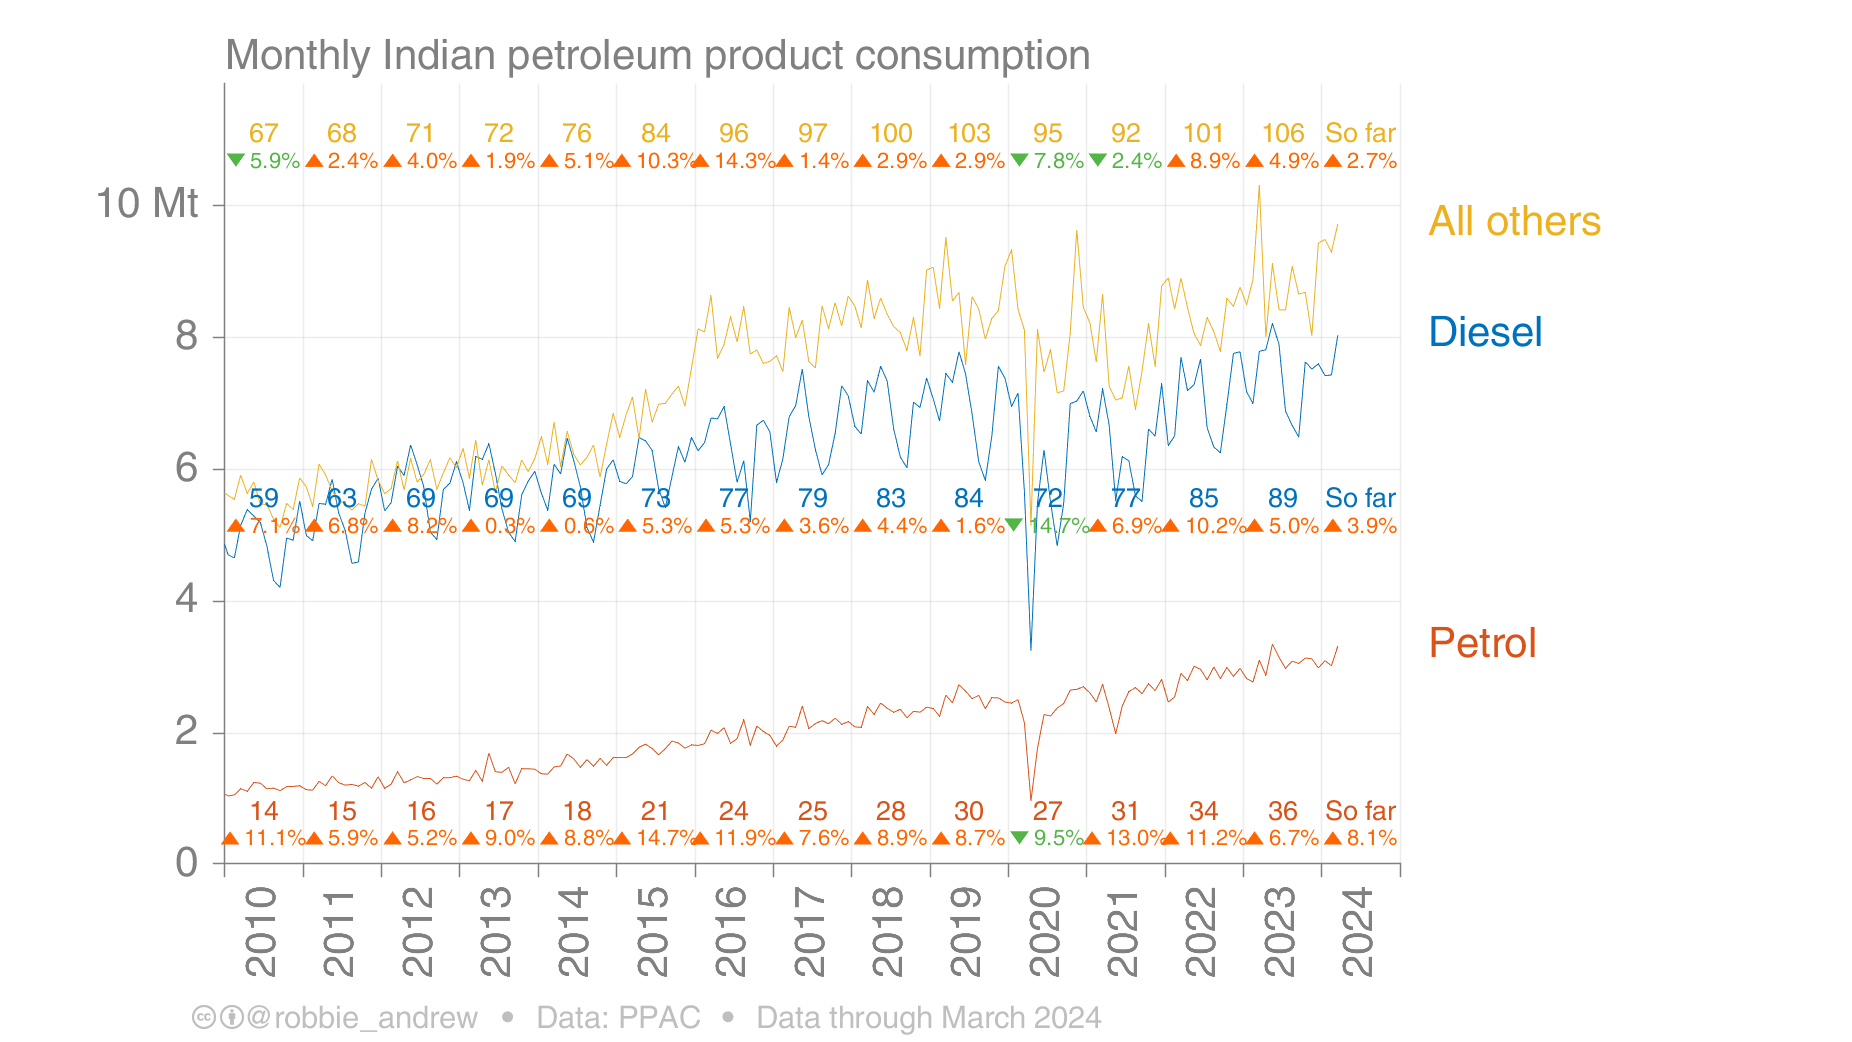 Monthly Indian petroleum product consumption
67 68 71 72 76 84 96 97 100 103 95 92 101 106 So far
▼ 5.9% ▲ 2.4% ▲ 4.0% ▲ 1.9% ▲ 5.1% ▲ 10.3% ▲ 14.3% ▲ 1.4% ▲ 2.9% ▲ 2.9% ▼ 7.8% ▼ 2.4% ▲ 8.9% ▲ 4.9% ▲ 2.7%
10 Mt
All others
8
Diesel
6
59 63 69 69 69 73 77 79 83 84 72 77 85 89 So far
▲ 7.1% ▲ 6.8% ▲ 8.2% ▲ 0.3% ▲ 0.6% ▲ 5.3% ▲ 5.3% ▲ 3.6% ▲ 4.4% ▲ 1.6% ▼ 14.7% ▲ 6.9% ▲ 10.2% ▲ 5.0% ▲ 3.9%
4
Petrol
2
14 15 16 17 18 21 24 25 28 30 27 31 34 36 So far
▲ 11.1% ▲ 5.9% ▲ 5.2% ▲ 9.0% ▲ 8.8% ▲ 14.7% ▲ 11.9% ▲ 7.6% ▲ 8.9% ▲ 8.7% ▼ 9.5% ▲ 13.0% ▲ 11.2% ▲ 6.7% ▲ 8.1%
0
2010 2011 2012 2013 2014 2015 2016 2017 2018 2019 2020 2021 2022 2023 2024
@robbie_andrew • Data: PPAC • Data through March 2024